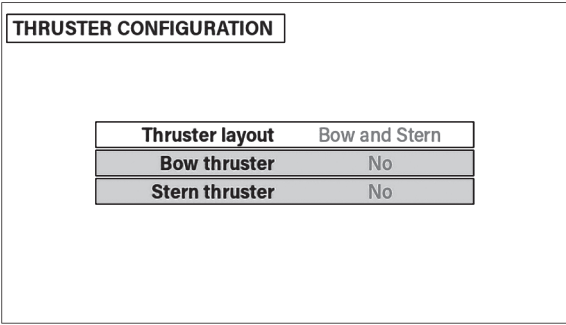 THRUSTER CONFIGURATION
Thruster layout Bow and Stern
Bow thruster No
Stern thruster No